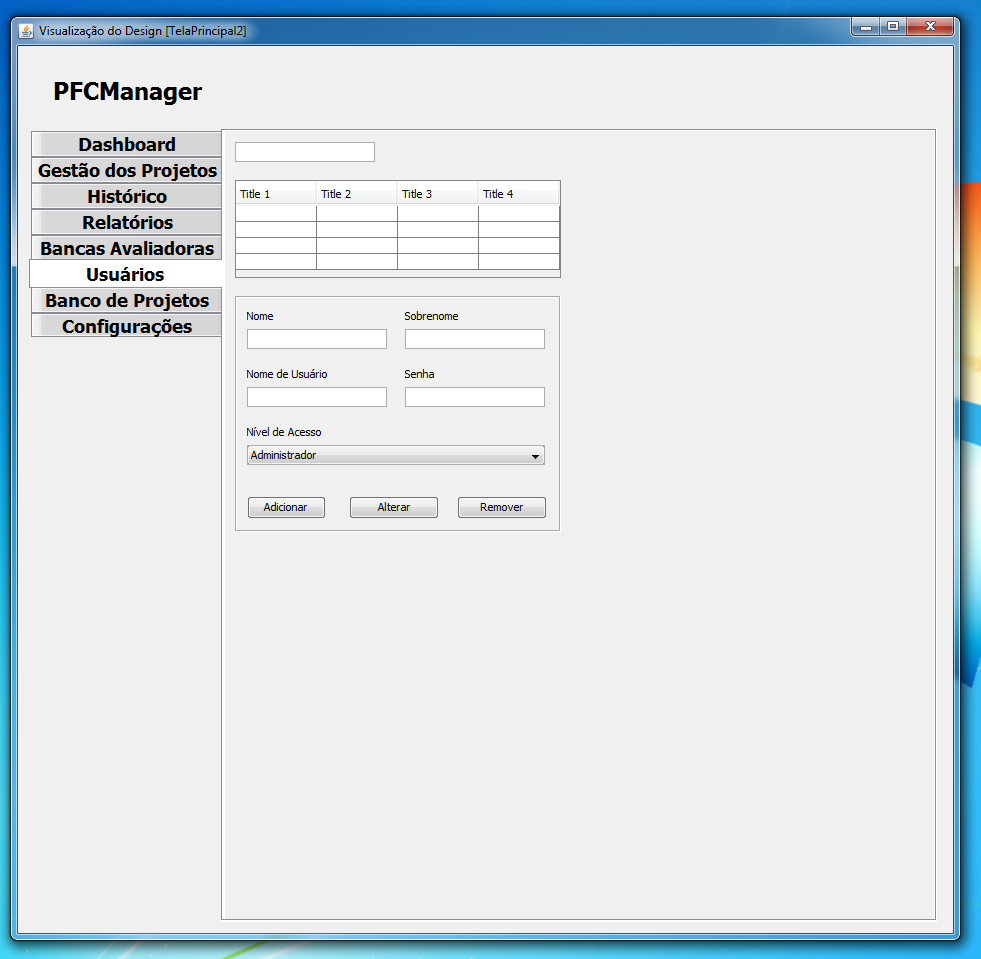 Visualização do Design [TelaPrincipal2]
PFCManager
Dashboard
Gestão dos Projetos
Histórico
Relatórios
Bancas Avaliadoras
Usuários
Banco de Projetos
Configurações
Title 1 Title 2 Title 3 Title 4
Nome Sobrenome
Nome de Usuário Senha
Nível de Acesso
Administrador
Adicionar Alterar Remover